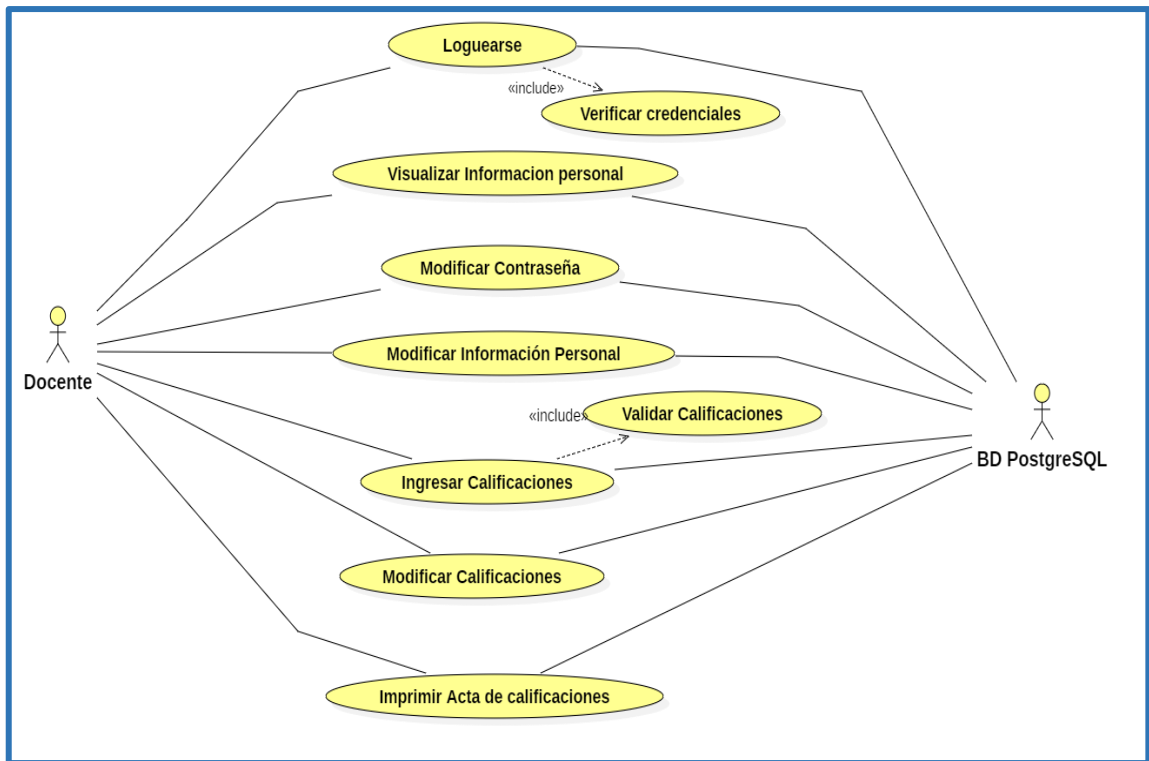 Loguearse
«include»
Verificar credenciales
Visualizar Informacion personal
Modificar Contraseña
Modificar Información Personal
Docente
«include»
Validar Calificaciones
BD PostgreSQL
Ingresar Calificaciones
Modificar Calificaciones
Imprimir Acta de calificaciones